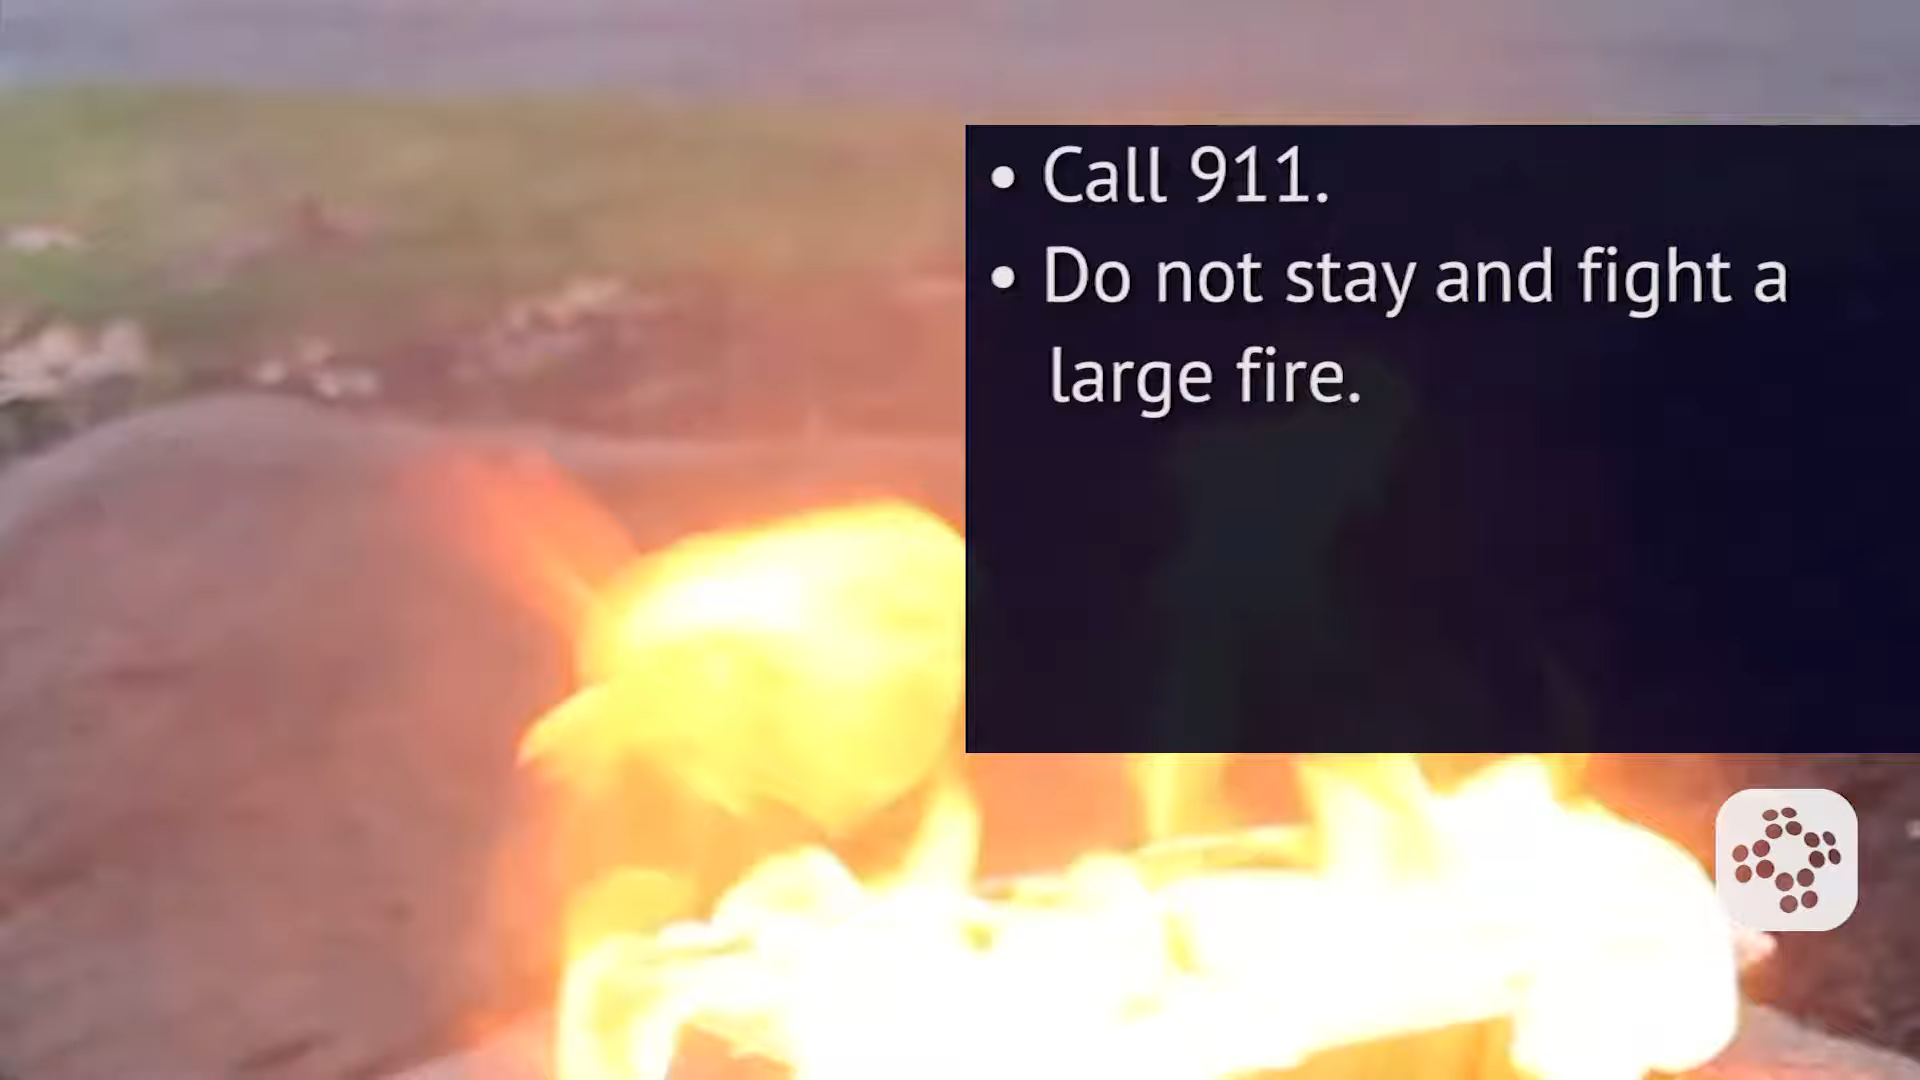 • Call 911.
• Do not stay and fight a
large fire.